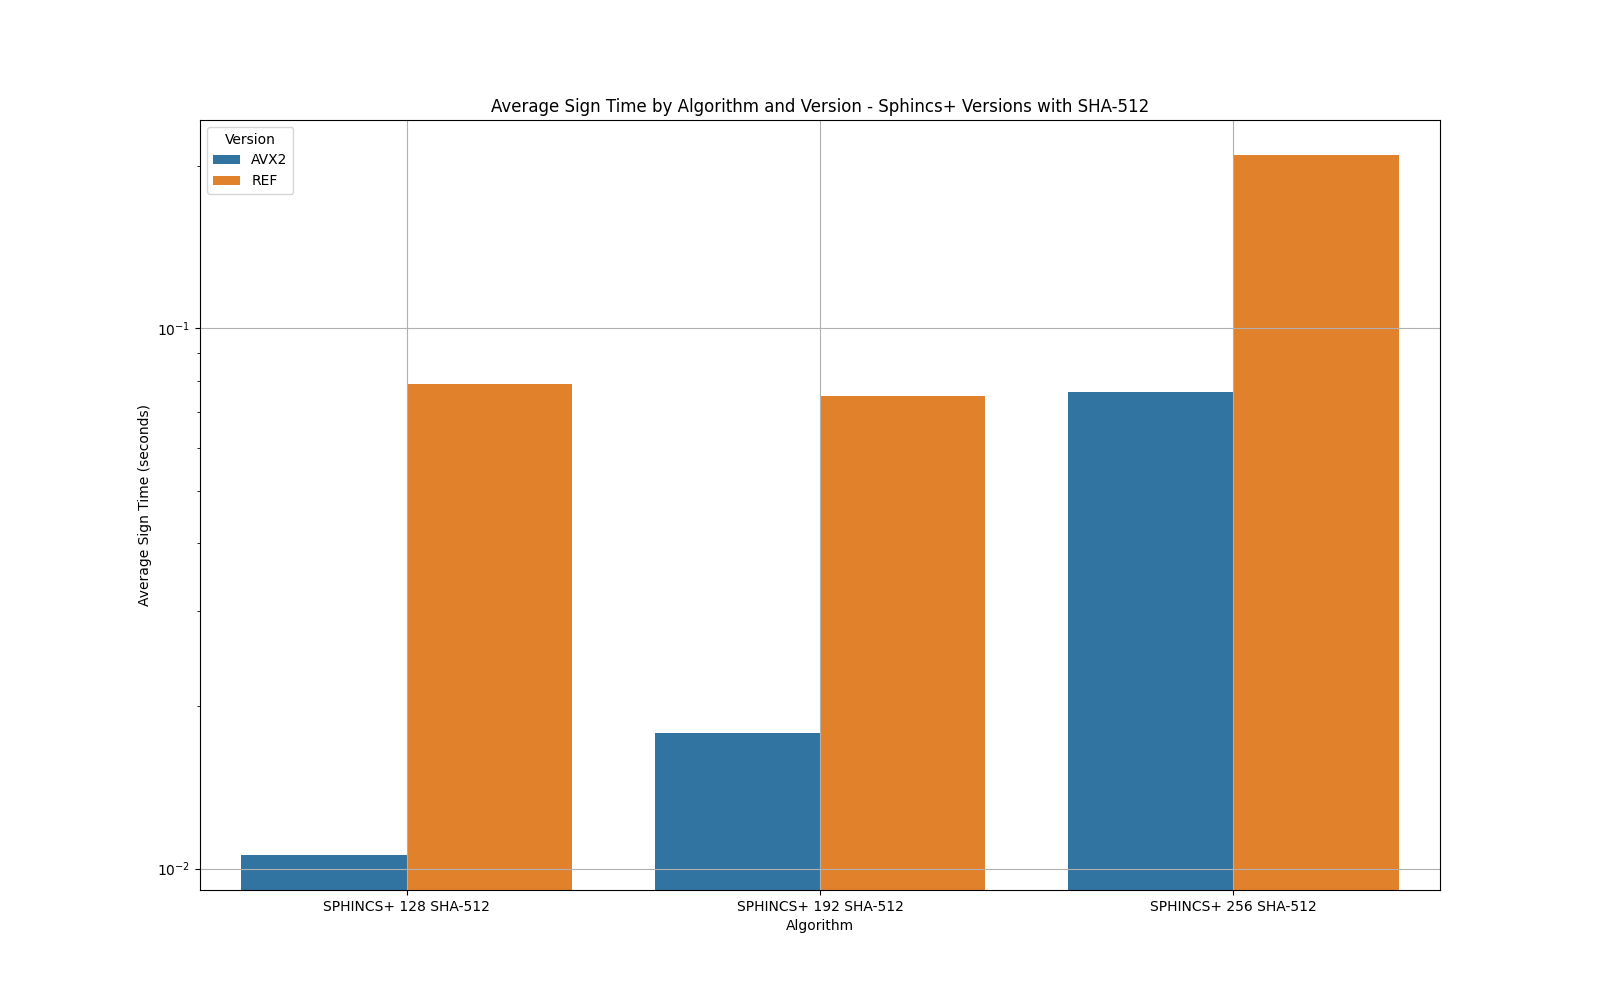 Average Sign Time by Algorithm and Version - Sphincs+ Versions with SHA-512
Version
AVX2
REF
10⁻¹
10⁻²
Average Sign Time (seconds)
SPHINCS+ 128 SHA-512
SPHINCS+ 192 SHA-512
SPHINCS+ 256 SHA-512
Algorithm